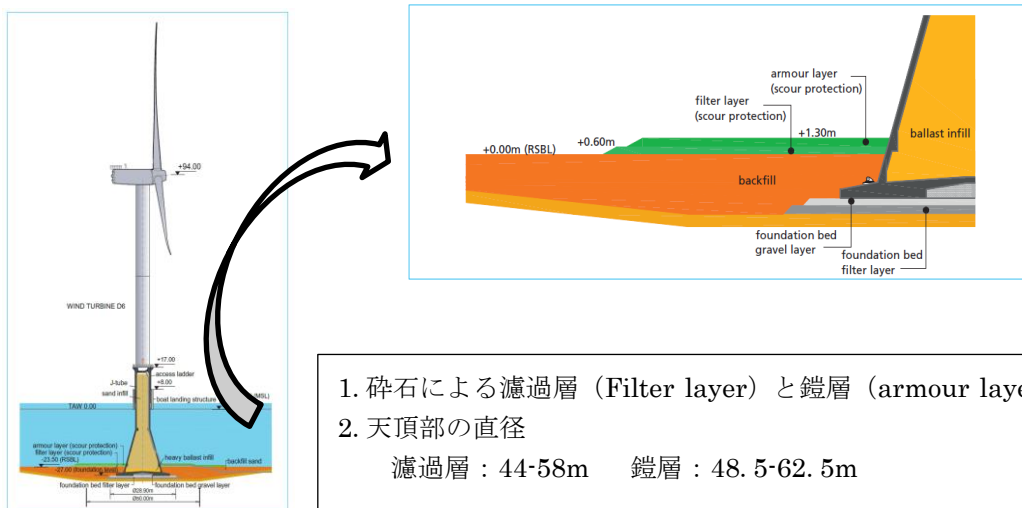 +94.00
WIND TURBINE D6
+17.00
access ladder
J-tube
+8.00
sand infill
boat landing structure
(MSL)
TAW 0.00
armour layer (scour protection)
filter layer (scour protection)
-23.50 (RSBL)
heavy ballast infill
backfill sand
-27.00 (foundation level)
foundation bed filter layer
foundation bed gravel layer
armour layer
(scour protection)
filter layer
(scour protection)
+1.30m
+0.60m
+0.00m (RSBL)
ballast infill
backfill
foundation bed
gravel layer
foundation bed
filter layer
1. 砕石による濾過層（Filter layer）と鎧層（armour laye
2. 天頂部の直径
濾過層：44-58m 鎧層：48.5-62.5m